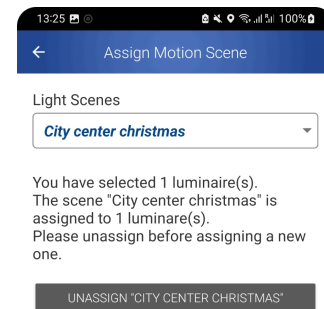 13:25 100%
Assign Motion Scene
Light Scenes
City center christmas
You have selected 1 luminaire(s).
The scene "City center christmas" is
assigned to 1 luminare(s).
Please unassign before assigning a new
one.
UNASSIGN "CITY CENTER CHRISTMAS"